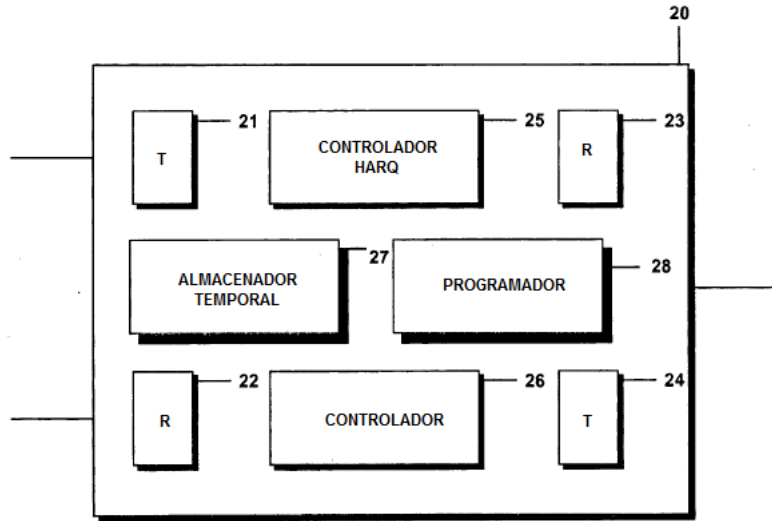 20
T
21
CONTROLADOR
HARQ
25
R
23
ALMACENADOR
TEMPORAL
27
PROGRAMADOR
28
R
22
CONTROLADOR
26
T
24